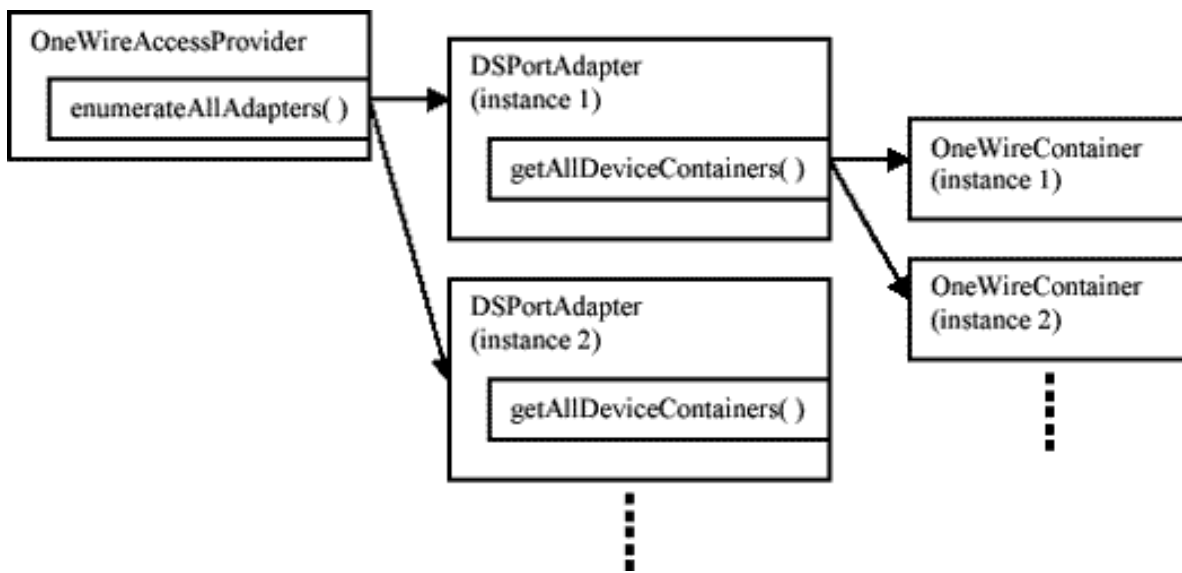 OneWireAccessProvider
enumerateAllAdapters( )
DSPortAdapter
(instance 1)
getAllDeviceContainers( )
OneWireContainer
(instance 1)
OneWireContainer
(instance 2)
DSPortAdapter
(instance 2)
getAllDeviceContainers( )